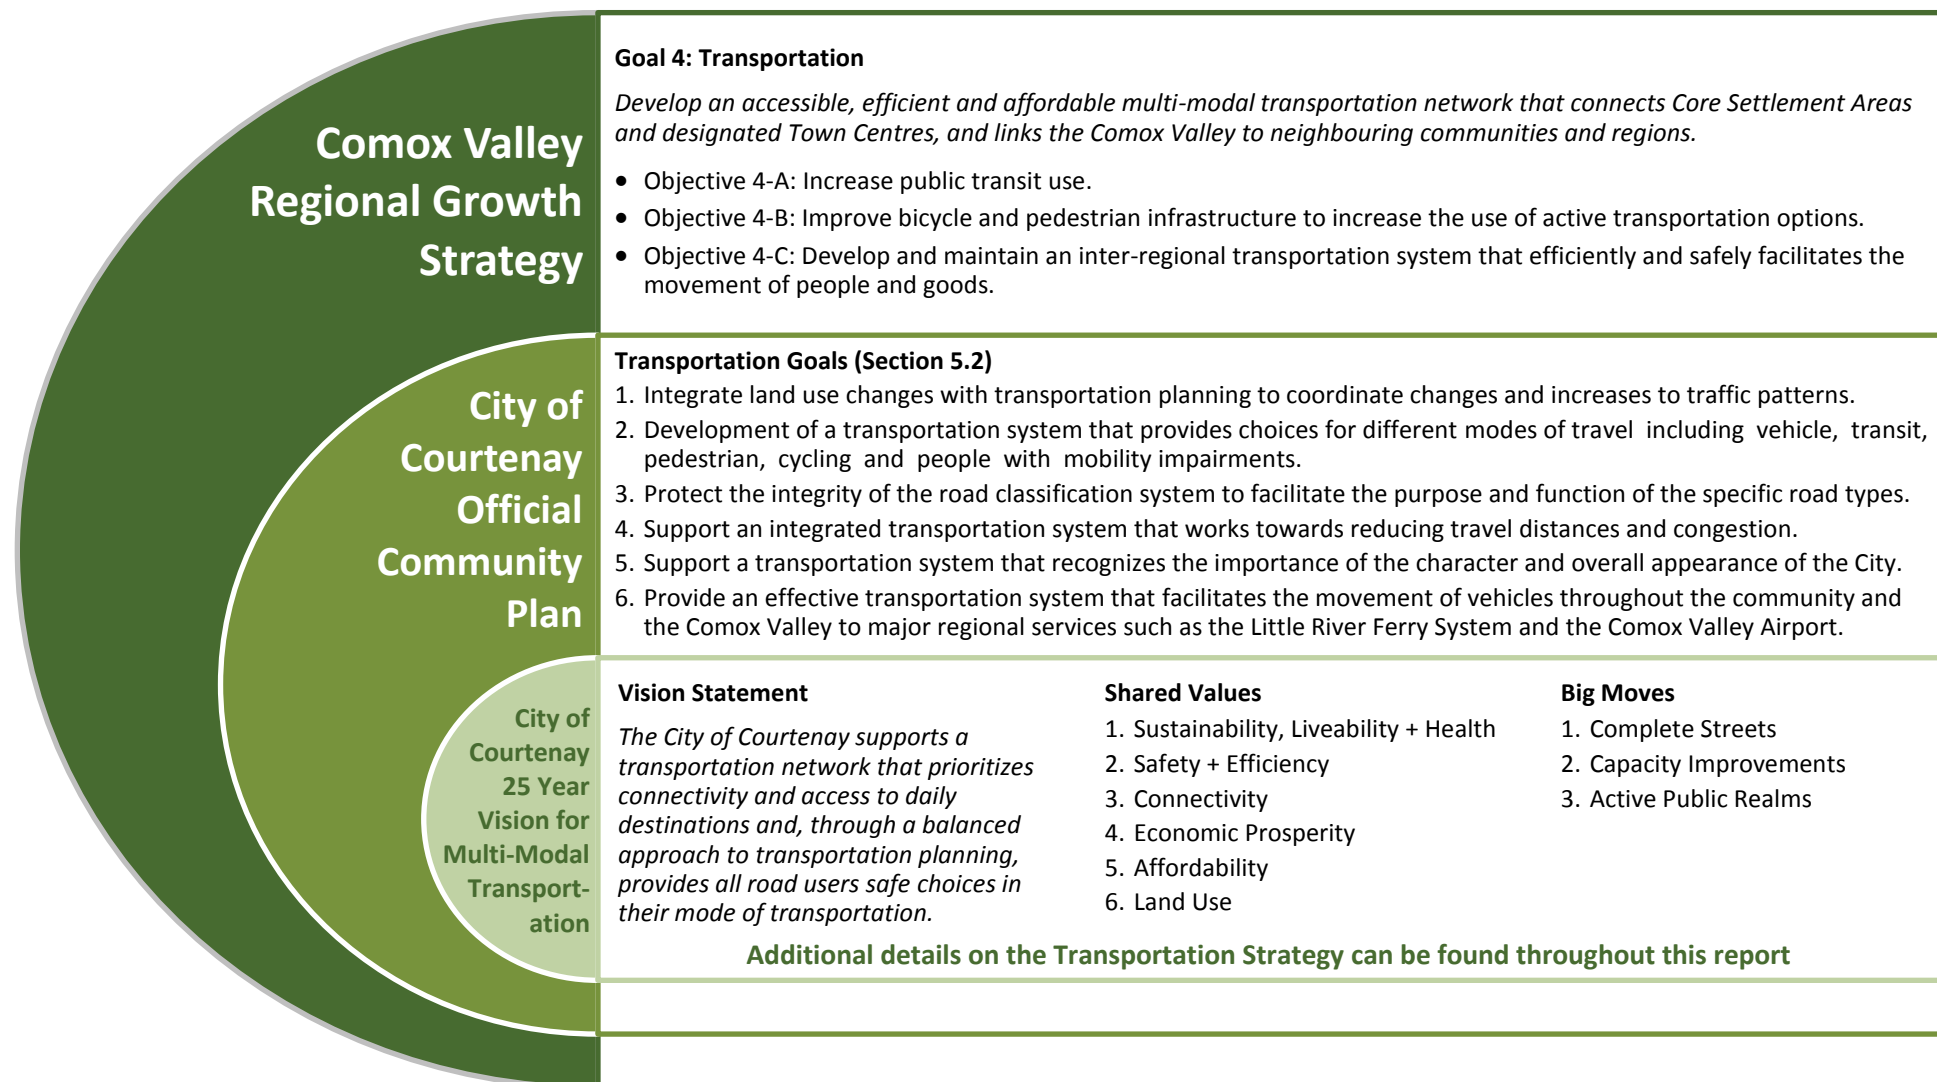 Comox Valley
Regional Growth
Strategy
Goal 4: Transportation
Develop an accessible, efficient and affordable multi-modal transportation network that connects Core Settlement Areas
and designated Town Centres, and links the Comox Valley to neighbouring communities and regions.
• Objective 4-A: Increase public transit use.
• Objective 4-B: Improve bicycle and pedestrian infrastructure to increase the use of active transportation options.
• Objective 4-C: Develop and maintain an inter-regional transportation system that efficiently and safely facilitates the
movement of people and goods.
City of
Courtenay
Official
Community
Plan
Transportation Goals (Section 5.2)
1. Integrate land use changes with transportation planning to coordinate changes and increases to traffic patterns.
2. Development of a transportation system that provides choices for different modes of travel including vehicle, transit,
pedestrian, cycling and people with mobility impairments.
3. Protect the integrity of the road classification system to facilitate the purpose and function of the specific road types.
4. Support an integrated transportation system that works towards reducing travel distances and congestion.
5. Support a transportation system that recognizes the importance of the character and overall appearance of the City.
6. Provide an effective transportation system that facilitates the movement of vehicles throughout the community and
the Comox Valley to major regional services such as the Little River Ferry System and the Comox Valley Airport.
City of
Courtenay
25 Year
Vision for
Multi-Modal
Transport-
ation
Vision Statement
The City of Courtenay supports a
transportation network that prioritizes
connectivity and access to daily
destinations and, through a balanced
approach to transportation planning,
provides all road users safe choices in
their mode of transportation.
Shared Values
1. Sustainability, Liveability + Health
2. Safety + Efficiency
3. Connectivity
4. Economic Prosperity
5. Affordability
6. Land Use
Big Moves
1. Complete Streets
2. Capacity Improvements
3. Active Public Realms
Additional details on the Transportation Strategy can be found throughout this report